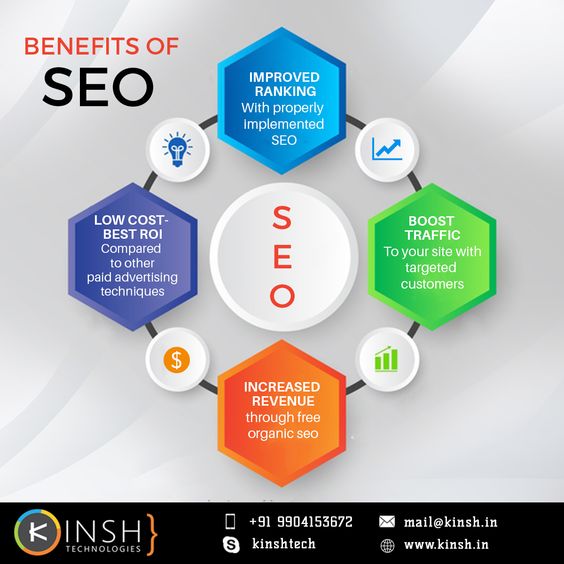 BENEFITS OF
SEO
IMPROVED
RANKING
With properly
Implemented
SEO
LOW COST-
BEST ROI
Compared
to other
paid advertising
techniques
S
E
O
BOOST
TRAFFIC
To your site with
targeted
customers
$
INCREASED
REVENUE
through free
organic seo
KINSH}
TECHNOLOGIES
+91 9904153672
mail@kinsh.in
kinshtech
www.kinsh.in